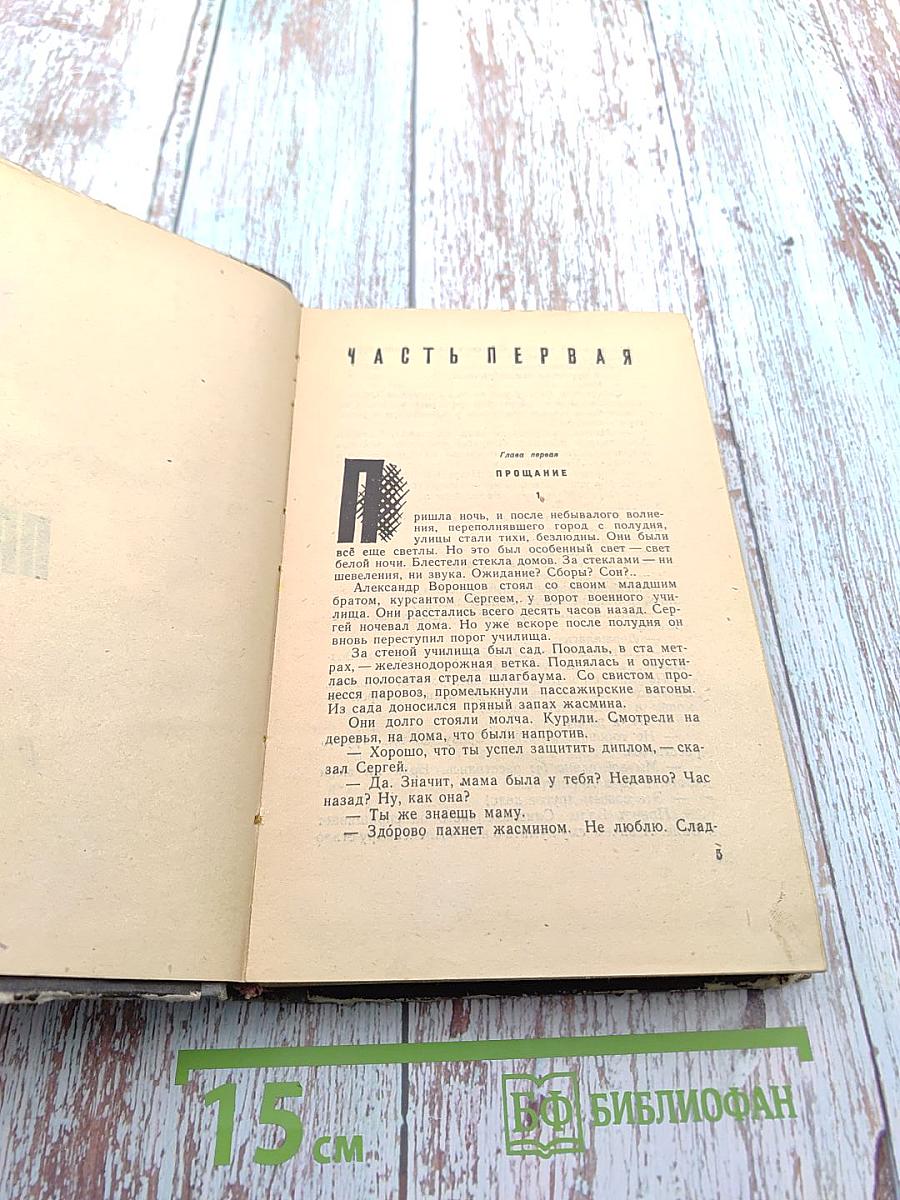 ЧАСТЬ ПЕРВАЯ
Глава первая
ПРОЩАНИЕ
1
Пришла ночь, и после небывалого волне-
ния, переполнявшего город с полудня,
улицы стали тихи, безлюдны. Они были
всё еще светлы. Но это был особенный свет — свет
белой ночи. Блестели стекла домов. За стеклами — ни
шевеления, ни звука. Ожидание? Сборы? Сон?..
Александр Воронцов стоял со своим младшим
братом, курсантом Сергеем, у ворот военного учи-
лища. Они расстались всего десять часов назад. Сер-
гей ночевал дома. Но уже вскоре после полудня он
вновь переступил порог училища.
За стеной училища был сад. Поодаль, в ста мет-
рах, — железнодорожная ветка. Поднялась и опусти-
лась полосатая стрела шлагбаума. Со свистом про-
несся паровоз, промелькнули пассажирские вагоны.
Из сада доносился пряный запах жасмина.
Они долго стояли молча. Курили. Смотрели на
деревья, на дома, что были напротив.
— Хорошо, что ты успел защитить диплом, — ска-
зал Сергей.
— Да. Значит, мама была у тебя? Недавно? Час
назад? Ну, как она?
— Ты же знаешь маму.
— Здо́рово пахнет жасмином. Не люблю. Слад-
5
15 см
БФ БИБЛИОФАН